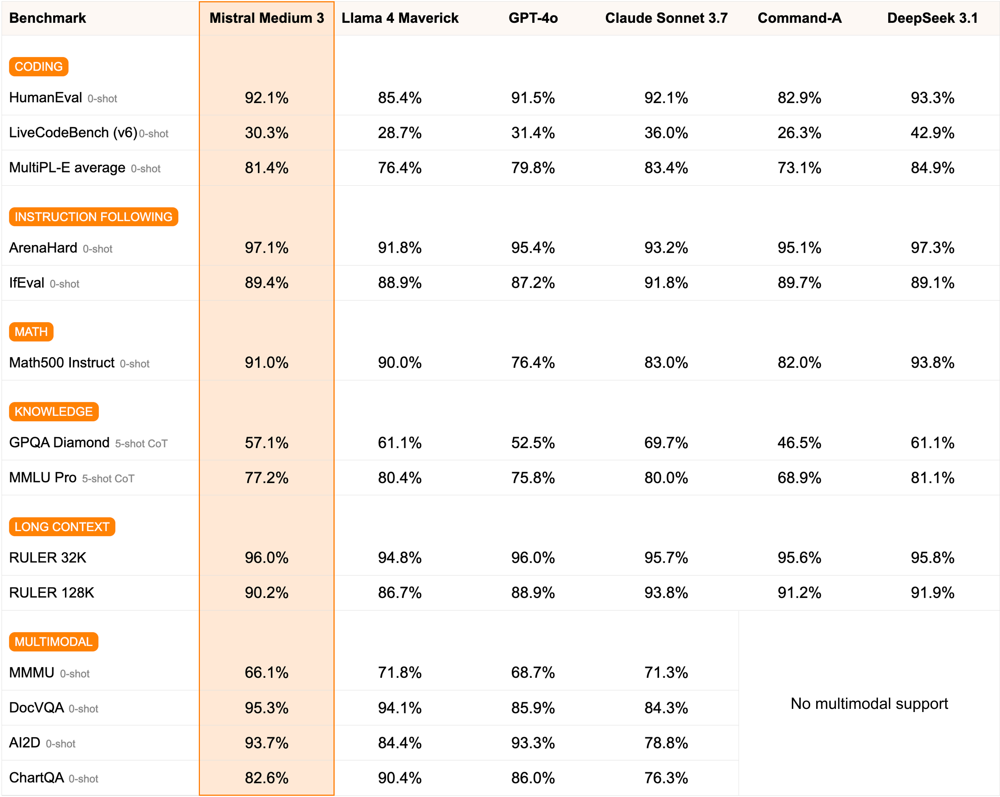 Benchmark Mistral Medium 3 Llama 4 Maverick GPT-4o Claude Sonnet 3.7 Command-A DeepSeek 3.1
CODING
HumanEval 0-shot 92.1% 85.4% 91.5% 92.1% 82.9% 93.3%
LiveCodeBench (v6) 0-shot 30.3% 28.7% 31.4% 36.0% 26.3% 42.9%
MultiPL-E average 0-shot 81.4% 76.4% 79.8% 83.4% 73.1% 84.9%
INSTRUCTION FOLLOWING
ArenaHard 0-shot 97.1% 91.8% 95.4% 93.2% 95.1% 97.3%
IfEval 0-shot 89.4% 88.9% 87.2% 91.8% 89.7% 89.1%
MATH
Math500 Instruct 0-shot 91.0% 90.0% 76.4% 83.0% 82.0% 93.8%
KNOWLEDGE
GPQA Diamond 5-shot CoT 57.1% 61.1% 52.5% 69.7% 46.5% 61.1%
MMLU Pro 5-shot CoT 77.2% 80.4% 75.8% 80.0% 68.9% 81.1%
LONG CONTEXT
RULER 32K 96.0% 94.8% 96.0% 95.7% 95.6% 95.8%
RULER 128K 90.2% 86.7% 88.9% 93.8% 91.2% 91.9%
MULTIMODAL
MMMU 0-shot 66.1% 71.8% 68.7% 71.3%
No multimodal support
DocVQA 0-shot 95.3% 94.1% 85.9% 84.3%
AI2D 0-shot 93.7% 84.4% 93.3% 78.8%
ChartQA 0-shot 82.6% 90.4% 86.0% 76.3%